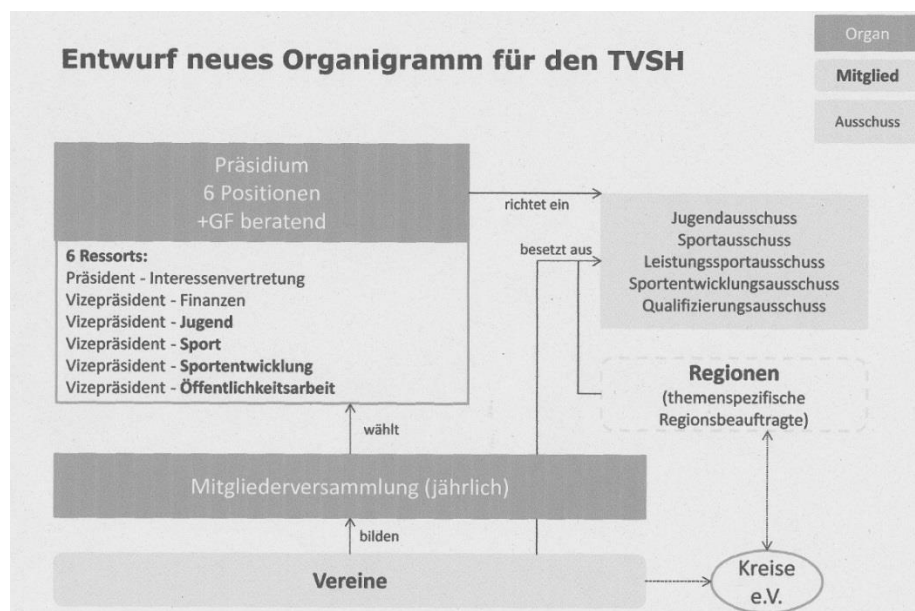 Entwurf neues Organigramm für den TVSH
Organ
Mitglied
Ausschuss
Präsidium
6 Positionen
+GF beratend
6 Ressorts:
Präsident - Interessenvertretung
Vizepräsident - Finanzen
Vizepräsident - Jugend
Vizepräsident - Sport
Vizepräsident - Sportentwicklung
Vizepräsident - Öffentlichkeitsarbeit
richtet ein
besetzt aus
Jugendausschuss
Sportausschuss
Leistungssportausschuss
Sportentwicklungsausschuss
Qualifizierungsausschuss
Regionen
(themenspezifische
Regionsbeauftragte)
wählt
Mitgliederversammlung (jährlich)
bilden
Vereine
Kreise
e.V.